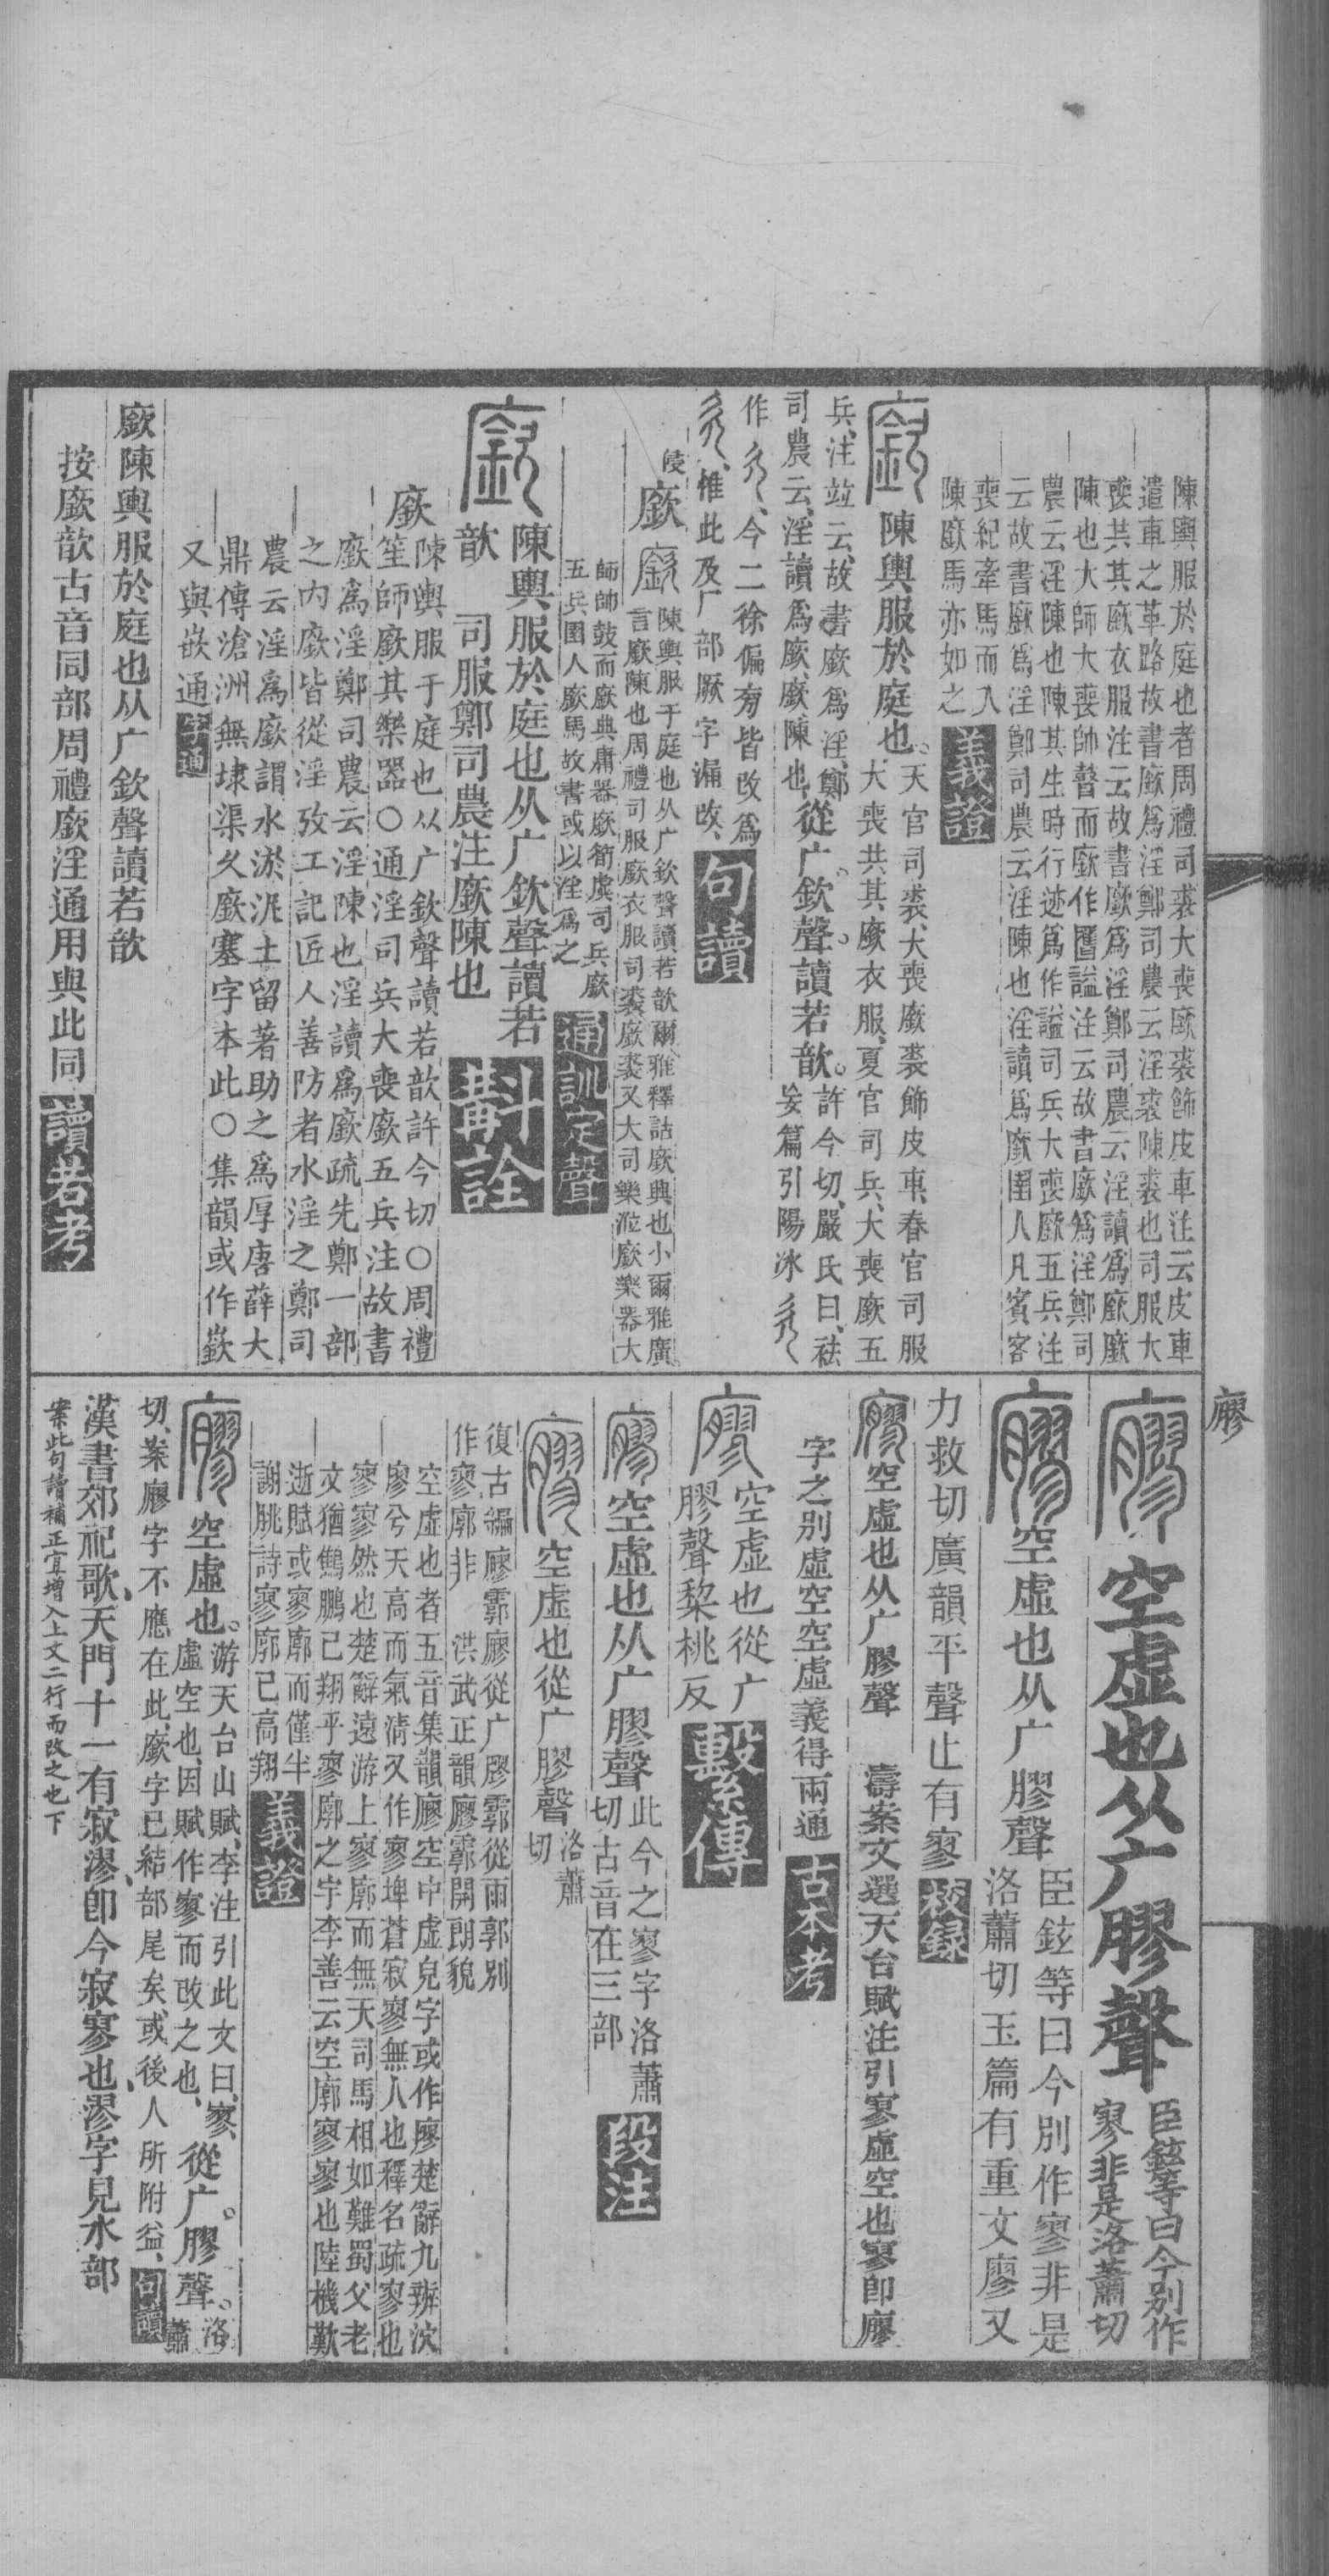 廫
陳輿服於庭也者周禮司裘大喪廞裘飾皮車注云皮車
遣車之革路故書廞爲淫鄭司農云淫裘陳裘也司服大
喪共其廞衣服注云故書廞爲淫鄭司農云淫讀爲廞廞
陳也大師大喪帥瞽而廞作匶謚注云故書廞爲淫鄭司
農云淫陳也陳其生時行迹爲作謚司兵大喪廞五兵注
云故書廞爲淫鄭司農云淫陳也淫讀爲廞圉人凡賓客
喪紀牽馬而入
陳廞馬亦如之 義證
陳輿服於庭也
天官司裘大喪廞裘飾皮車春官司服
大喪共其廞衣服夏官司兵大喪廞五
兵注竝云故書廞爲淫鄭
司農云淫讀爲廞廞陳也 從广欽聲讀若歆
許今切嚴氏曰祛
妄篇引陽冰
作 今二徐偏旁皆改爲
惟此及厂部厥字漏改 句讀
廞
陳輿服于庭也从广欽聲讀若歆爾雅釋詁廞興也小爾雅廣
言廞陳也周禮司服廞衣服司裘廞裘又大司樂涖廞樂器大
師帥鼓而廞典庸器廞筍虡司兵廞
五兵圉人廞馬故書或以淫爲之 通訓定聲
陳輿服於庭也从广欽聲讀若
歆 司服鄭司農注廞陳也 斠詮
廞
陳輿服于庭也从广欽聲讀若歆許今切○周禮
笙師廞其樂器○通淫司兵大喪廞五兵注故書
廞爲淫鄭司農云淫陳也淫讀爲廞疏先鄭一部
之內廞皆從淫攷工記匠人善防者水淫之鄭司
農云淫爲廞謂水淤泥土留著助之爲厚唐薛大
鼎傳滄洲無埭渠久廞塞字本此○集韻或作嶔
又與嵌通
廞陳輿服於庭也从广欽聲讀若歆
按廞歆古音同部周禮廞淫通用與此同 讀若考
空虛也从广膠聲
臣鉉等曰今別作
寥非是洛蕭切
空虛也从广膠聲
臣鉉等曰今別作寥非是
洛蕭切玉篇有重文廖又
力救切廣韻平聲止有寥 校録
空虛也从广膠聲 濤案文選天台賦注引寥虛空也寥即廫
字之別虛空空虛義得兩通 古本考
空虛也從广
膠聲棃桃反 繫傳
空虛也从广膠聲
此今之寥字洛蕭
切古音在三部 段注
空虛也從广膠聲
洛蕭
切
復古編廫霩廫從广膠霩從雨郭別
作寥廓非 洪武正韻廫霩開朗貌
空虛也者五音集韻廫空中虛皃字或作廖楚辭九辨泬
廖兮天高而氣清又作寥埤蒼寂寥無人也釋名疏寥也
寥寥然也楚辭遠游上寥廓而無天司馬相如難蜀父老
文猶鷦鵬已翔乎寥廓之宇李善云空廓寥寥也陸機歎
逝賦或寥廓而僅半
謝朓詩寥廓已高翔 義證
空虛也
游天台山賦李注引此文曰寥
虛空也因賦作寥而改之也 從广膠聲
洛
蕭
切案廫字不應在此廞字已結部尾矣或後人所附益 句讀
漢書郊祀歌天門十一有寂漻即今寂寥也漻字見水部
案此句讀補正宜增入上文二行而改之也下